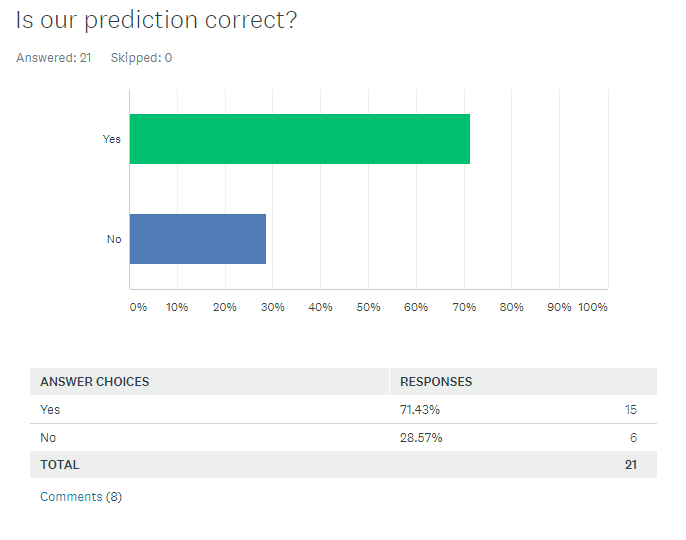 Is our prediction correct?
Answered: 21 Skipped: 0
Yes
No
0% 10% 20% 30% 40% 50% 60% 70% 80% 90% 100%
ANSWER CHOICES RESPONSES
Yes 71.43% 15
No 28.57% 6
TOTAL 21
Comments (8)